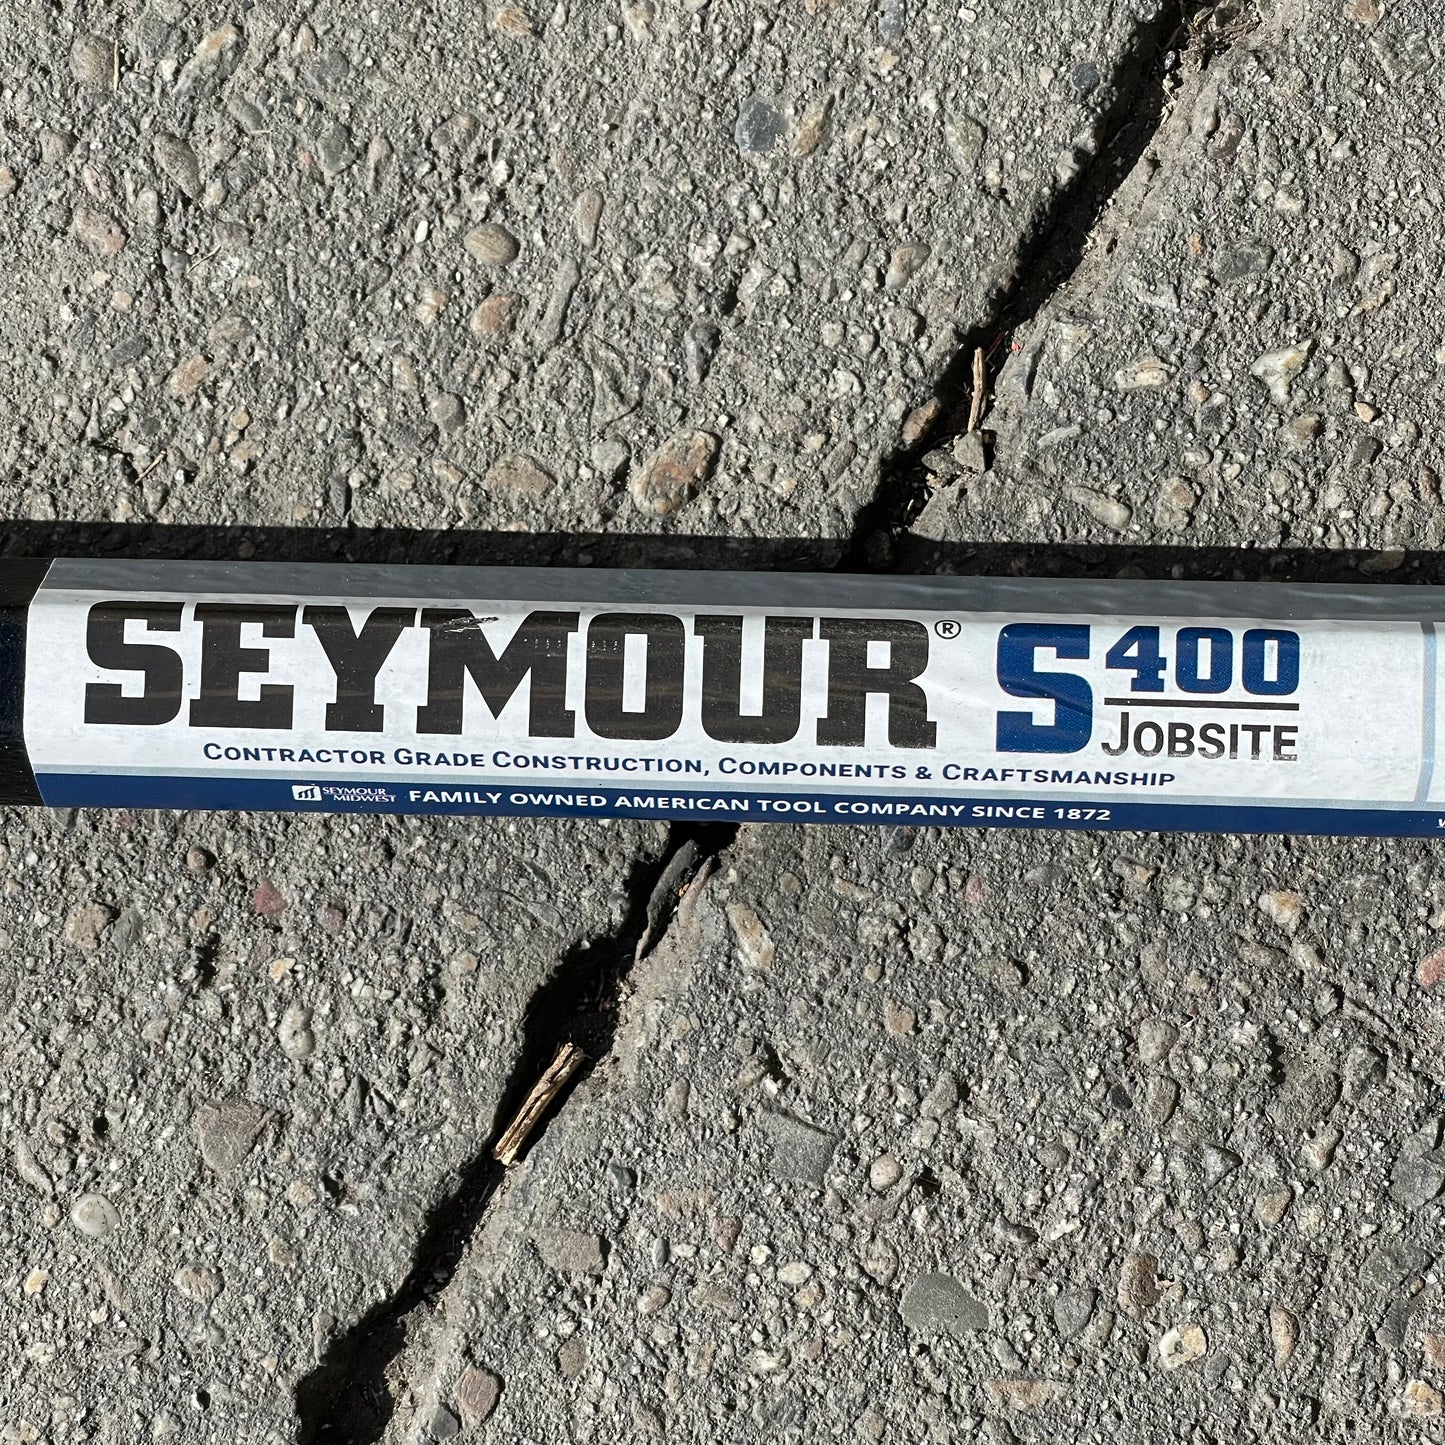 SEYMOUR® S400
JOBSITE
CONTRACTOR GRADE CONSTRUCTION, COMPONENTS & CRAFTSMANSHIP
SEYMOUR
MIDWEST
FAMILY OWNED AMERICAN TOOL COMPANY SINCE 1872